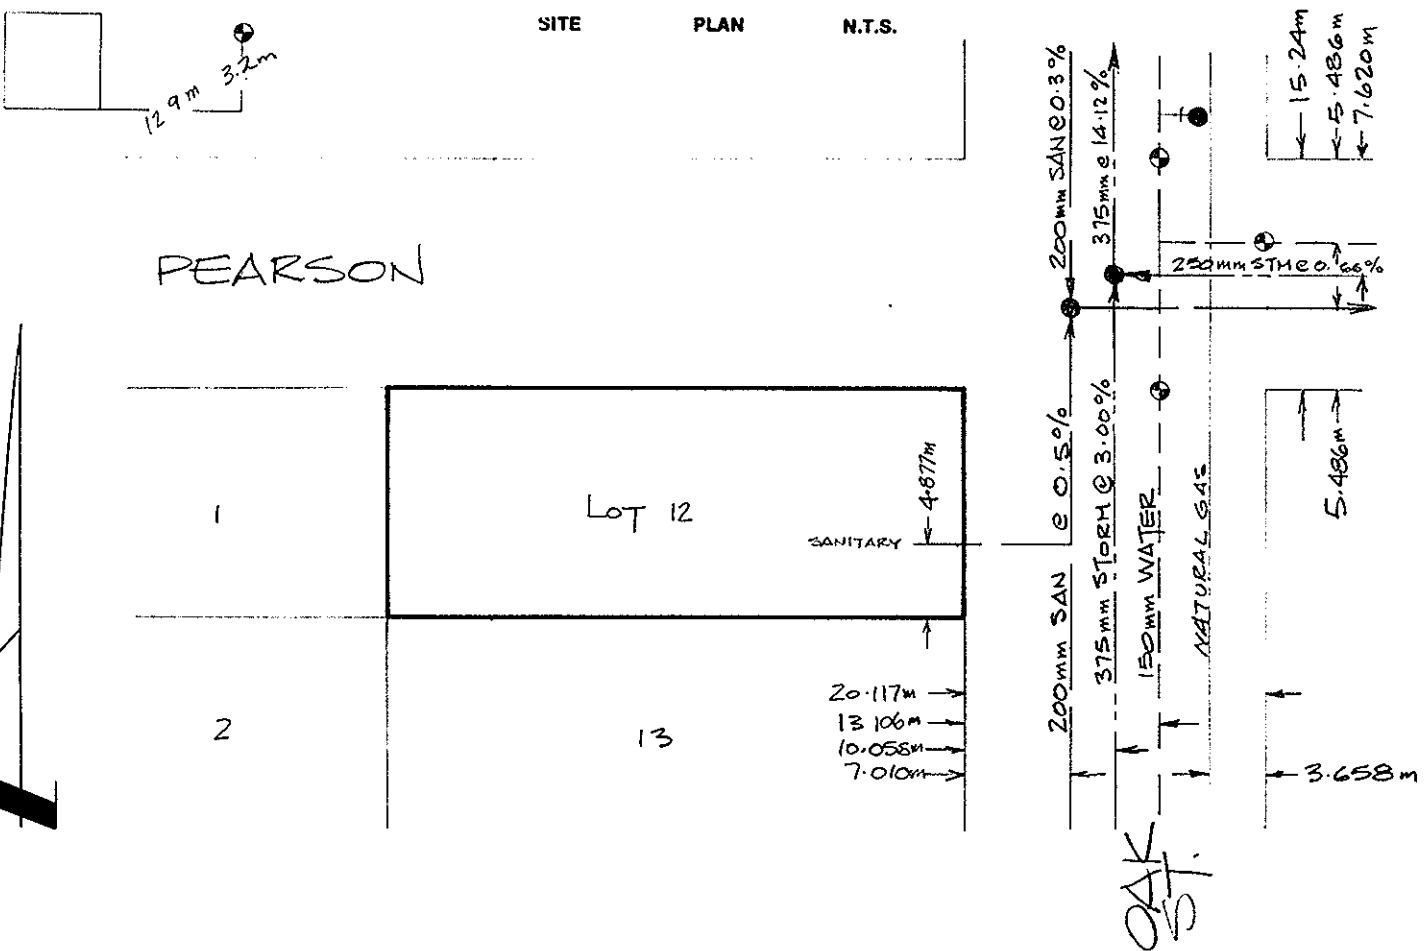 SITE PLAN N.T.S.
3.2m
12 9m
200mm SAN @ 0.3%
375mm @ 14.12%
15.24m
5.486m
7.620m
PEARSON
250mm STM @ 0.66%
1
LOT 12
4.877m
SANITARY
200mm SAN @ 0.5%
375mm STORM @ 3.00%
150mm WATER
NATURAL GAS
5.486m
2
13
20.117m
13 106m
10.058m
7.010m
3.658m
OAK
ST.